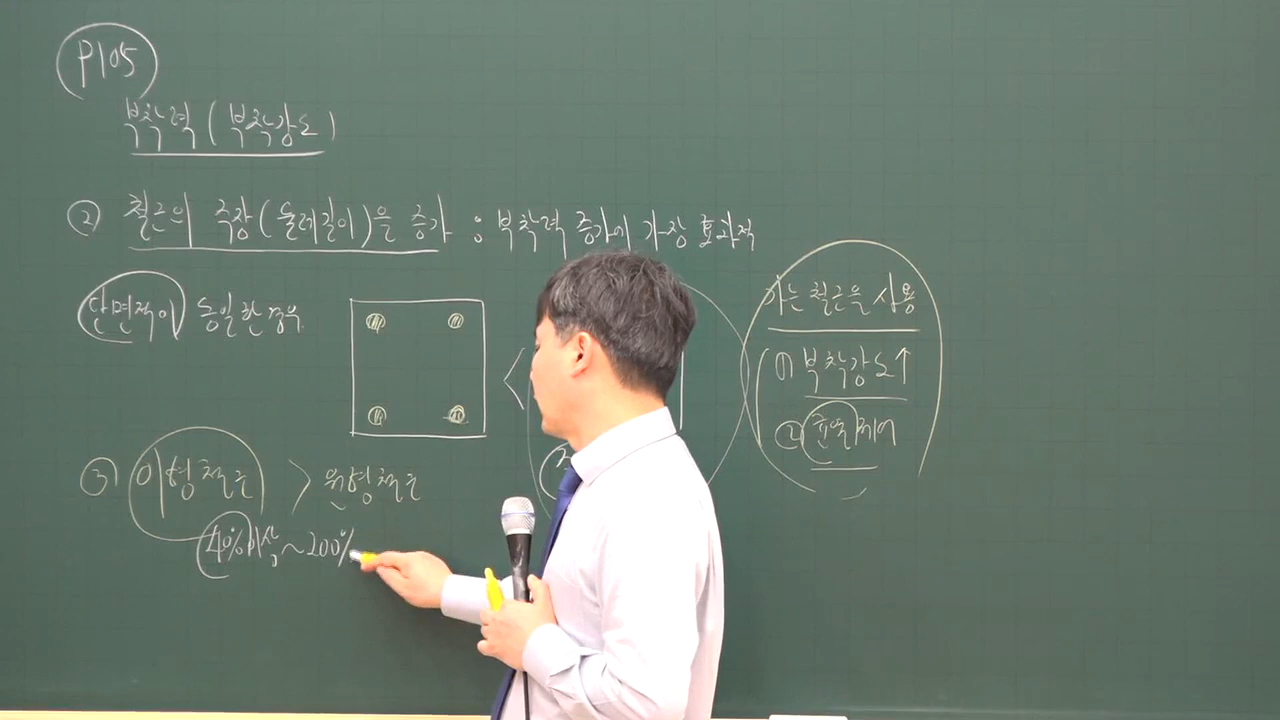 P105
부착력 (부착강도)
② 철근의 주장(둘레길이)을 증가 : 부착력 증가에 가장 효과적
단면적이 동일한 경우
<
가는 철근을 사용
① 부착강도↑
② 균열제어
③ 이형철근 > 원형철근
40%이상 ~ 200%